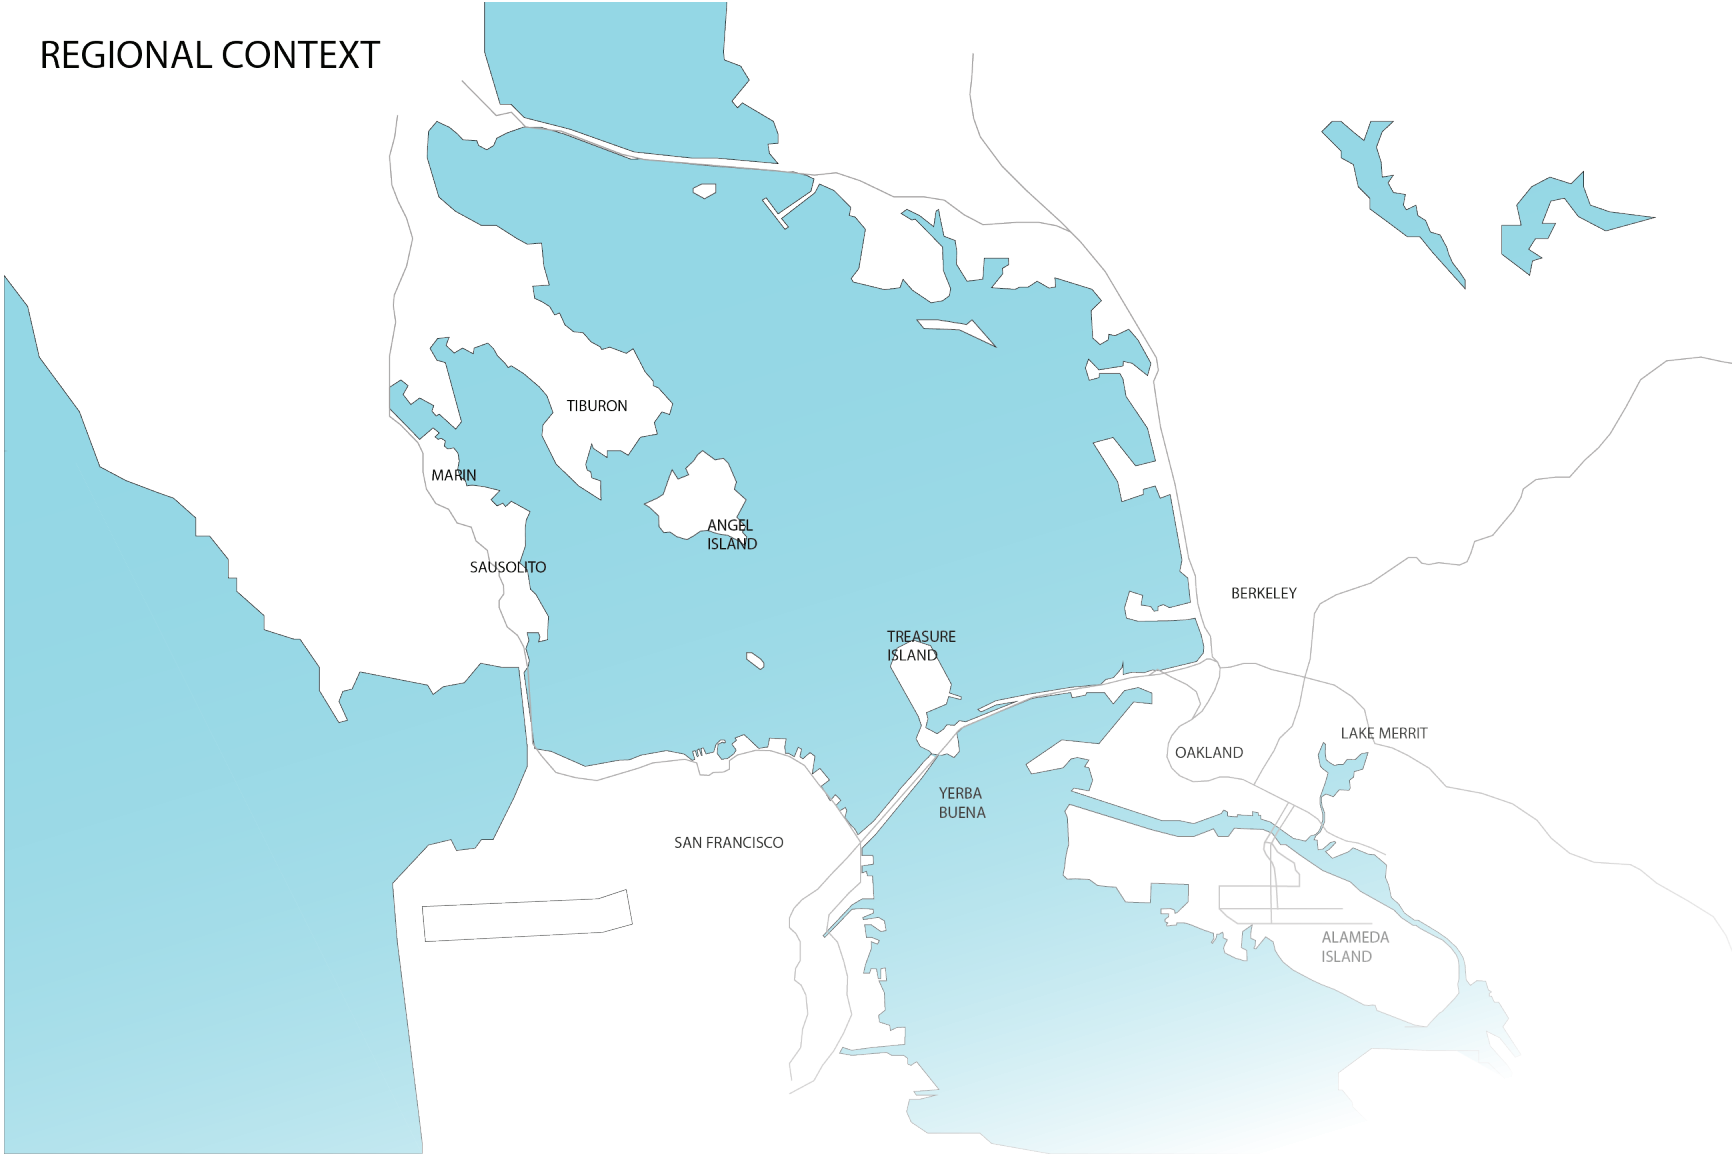 REGIONAL CONTEXT
TIBURON
MARIN
ANGEL
ISLAND
SAUSOLITO
BERKELEY
TREASURE
ISLAND
LAKE MERRIT
OAKLAND
YERBA
BUENA
SAN FRANCISCO
ALAMEDA
ISLAND